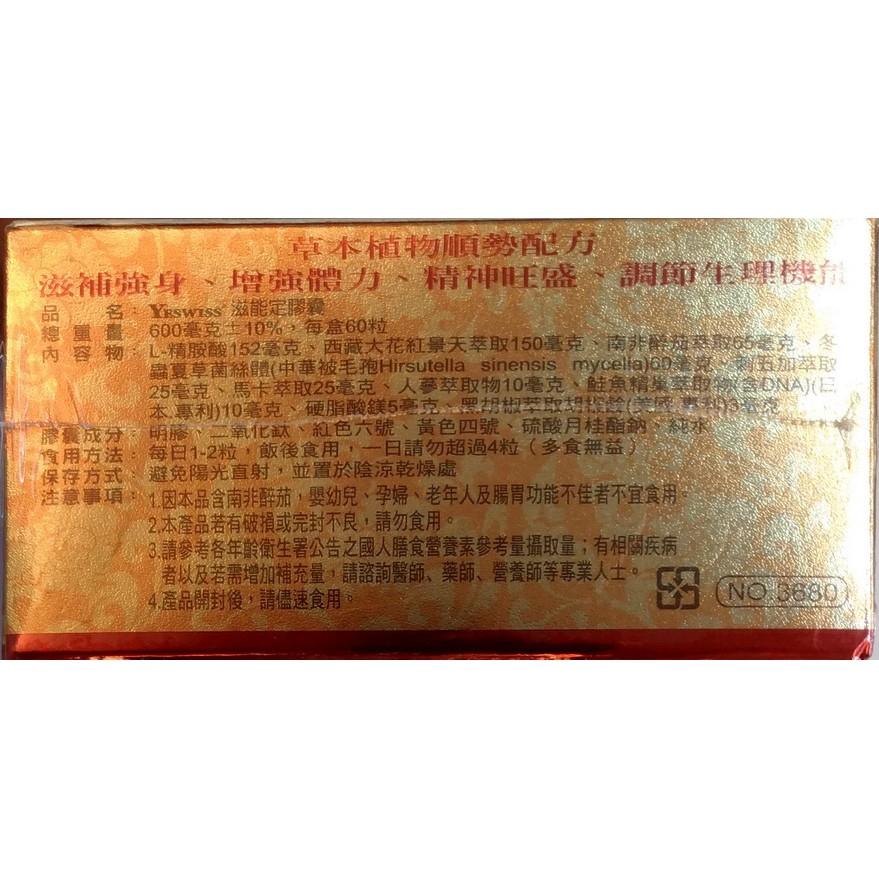 草本植物順勢配方
滋補強身、增強體力、精神旺盛、調節生理機能
品名：YESWISS 滋能定膠囊
總重量：600毫克±10%，每盒60粒
內容物：L-精胺酸152毫克、西藏大花紅景天萃取150毫克、南非醉茄萃取65毫克、冬
蟲夏草菌絲體(中華被毛孢Hirsutella sinensis mycella)60毫克、刺五加萃取
25毫克、馬卡萃取25毫克、人蔘萃取物10毫克、鮭魚精巢萃取物(含DNA)(日
本.專利)10毫克、硬脂酸鎂5毫克、黑胡椒萃取胡椒鹼(美國.專利)3毫克
膠囊成分：明膠、二氧化鈦、紅色六號、黃色四號、硫酸月桂酯鈉、純水
食用方法：每日1-2粒，飯後食用，一日請勿超過4粒（多食無益）
保存方式：避免陽光直射，並置於陰涼乾燥處
注意事項：1.因本品含南非醉茄，嬰幼兒、孕婦、老年人及腸胃功能不佳者不宜食用。
2.本產品若有破損或完封不良，請勿食用。
3.請參考各年齡衛生署公告之國人膳食營養素參考量攝取量；有相關疾病
者以及若需增加補充量，請諮詢醫師、藥師、營養師等專業人士。
4.產品開封後，請儘速食用。
NO 3680